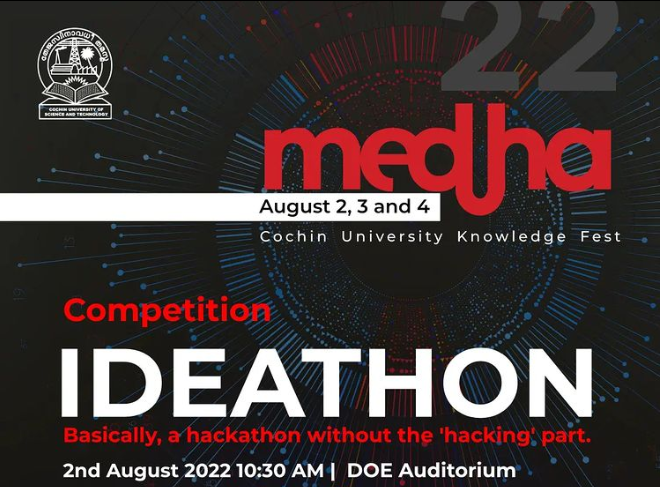 22
COCHIN UNIVERSITY OF
SCIENCE AND TECHNOLOGY
medha
August 2, 3 and 4
Cochin University Knowledge Fest
Competition
IDEATHON
Basically, a hackathon without the 'hacking' part.
2nd August 2022 10:30 AM | DOE Auditorium